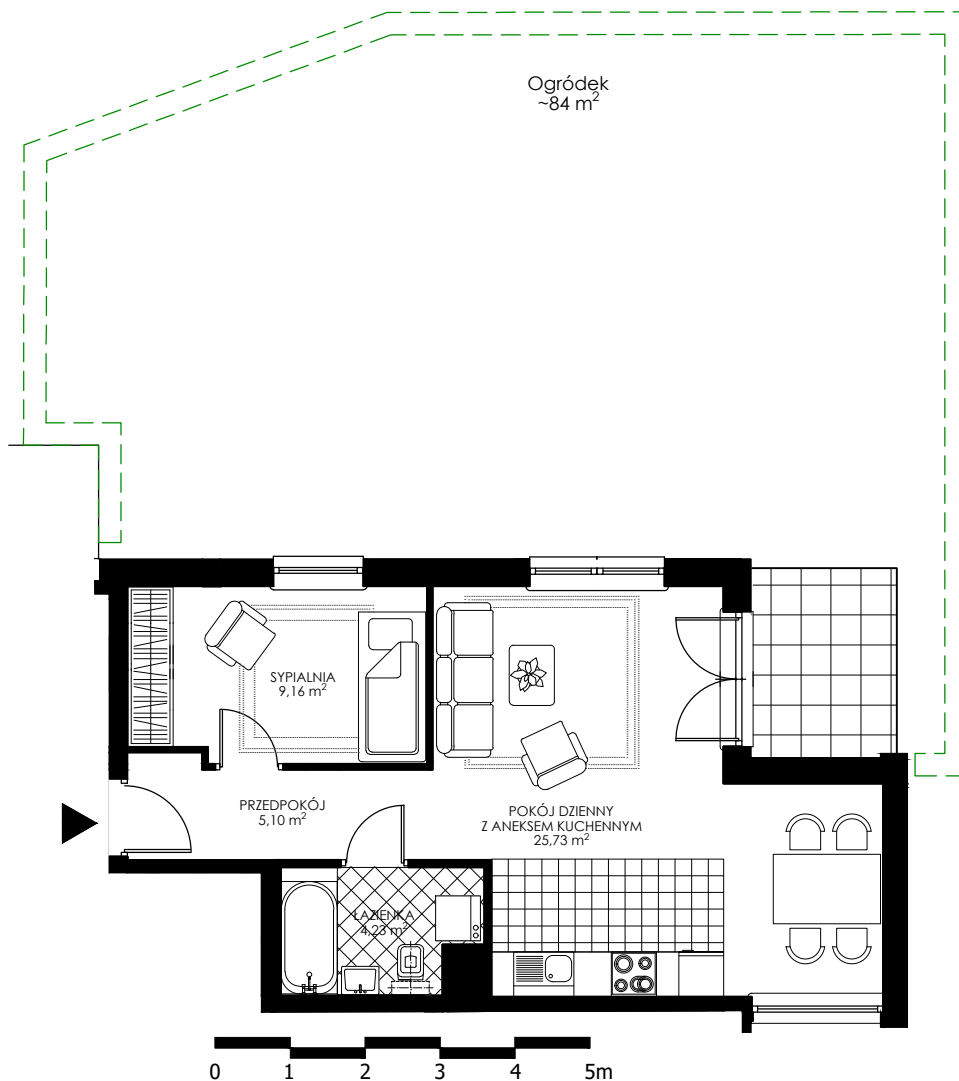 Ogródek
~84 m²
SYPIALNIA
9,16 m²
PRZEDPOKÓJ
5,10 m²
POKÓJ DZIENNY
Z ANEKSEM KUCHENNYM
25,73 m²
ŁAZIENKA
4,23 m²
0 1 2 3 4 5m